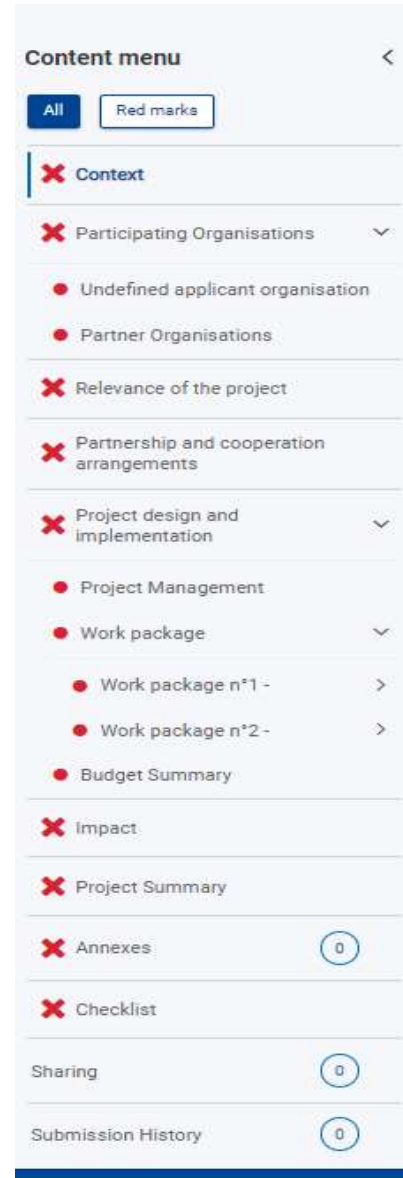 Content menu
All Red marks
Context
Participating Organisations
Undefined applicant organisation
Partner Organisations
Relevance of the project
Partnership and cooperation
arrangements
Project design and
implementation
Project Management
Work package
Work package n°1 -
Work package n°2 -
Budget Summary
Impact
Project Summary
Annexes 0
Checklist
Sharing 0
Submission History 0